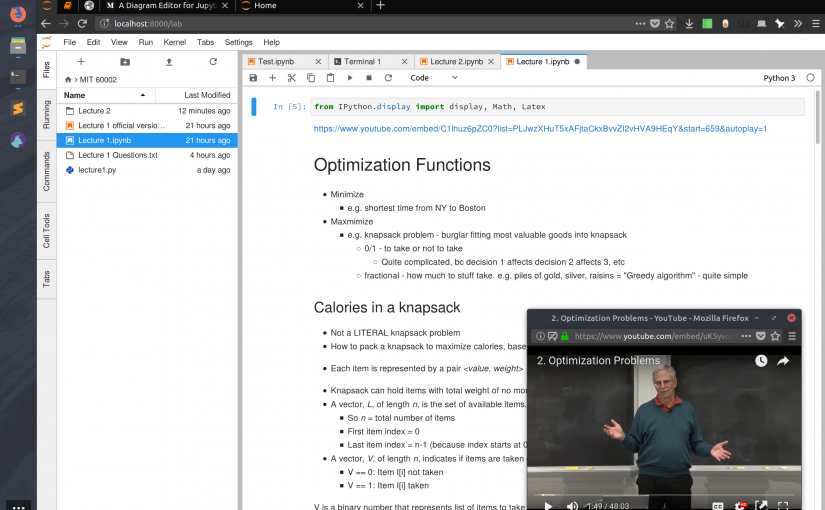 A Diagram Editor for Jupyt
Home
localhost:8000/lab
File Edit View Run Kernel Tabs Settings Help
Files
Running
Commands
Cell Tools
Tabs
> MIT 60002
Name Last Modified
Lecture 2 12 minutes ago
Lecture 1 official versio... 21 hours ago
Lecture 1.ipynb 21 hours ago
Lecture 1 Questions.txt 4 hours ago
lecture1.py a day ago
Test.ipynb Terminal 1 Lecture 2.ipynb Lecture 1.ipynb
Code Python 3
In [5]: from IPython.display import display, Math, Latex
https://www.youtube.com/embed/C1lhuz6pZC0?list=PLJwzXHuT5xAFjtaCkxBvvZl2vHVA9HEqY&start=659&autoplay=1
Optimization Functions
Minimize
e.g. shortest time from NY to Boston
Maxmimize
e.g. knapsack problem - burglar fitting most valuable goods into knapsack
0/1 - to take or not to take
Quite complicated, bc decision 1 affects decision 2 affects 3, etc
fractional - how much to stuff take. e.g. piles of gold, silver, raisins = "Greedy algorithm" - quite simple
Calories in a knapsack
Not a LITERAL knapsack problem
How to pack a knapsack to maximize calories, base
Each item is represented by a pair <value, weight>
Knapsack can hold items with total weight of no mor
A vector, L, of length n, is the set of available items.
So n = total number of items
First item index = 0
Last item index = n-1 (because index starts at 0
A vector, V, of length n, indicates if items are taken
V == 0: Item I[i] not taken
V == 1: Item I[i] taken
V is a binary number that represents list of items to take
2. Optimization Problems - YouTube - Mozilla Firefox
https://www.youtube.com/embed/uK5yvo
2. Optimization Problems
1:49 / 48:03
CC
HD